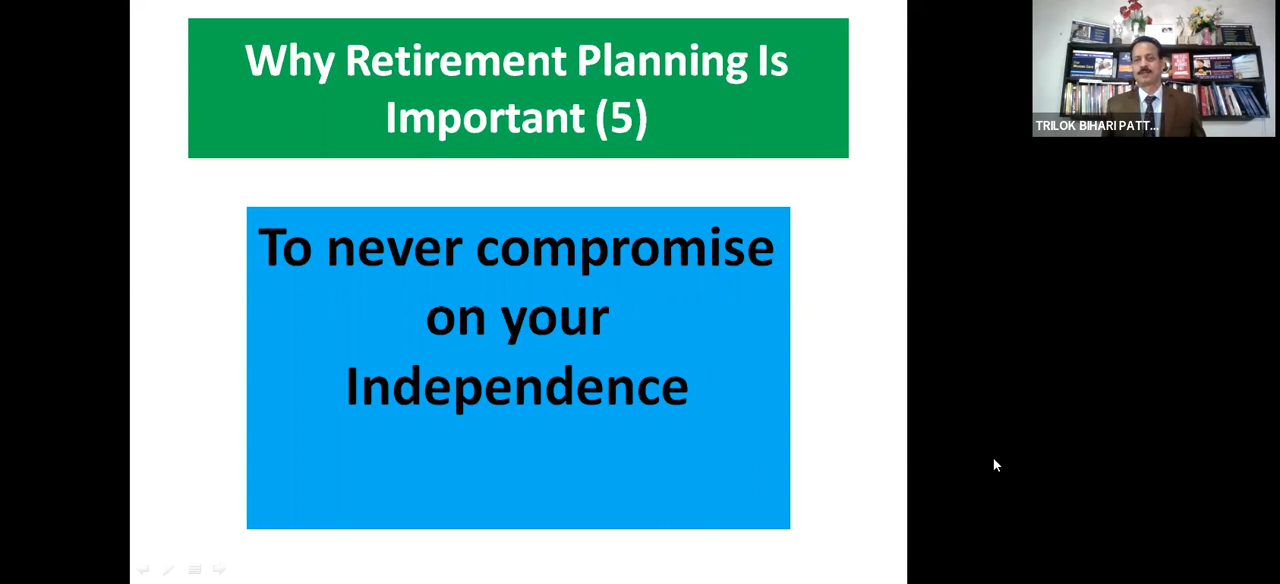 Why Retirement Planning Is
Important (5)
To never compromise
on your
Independence
TRILOK BIHARI PATT...